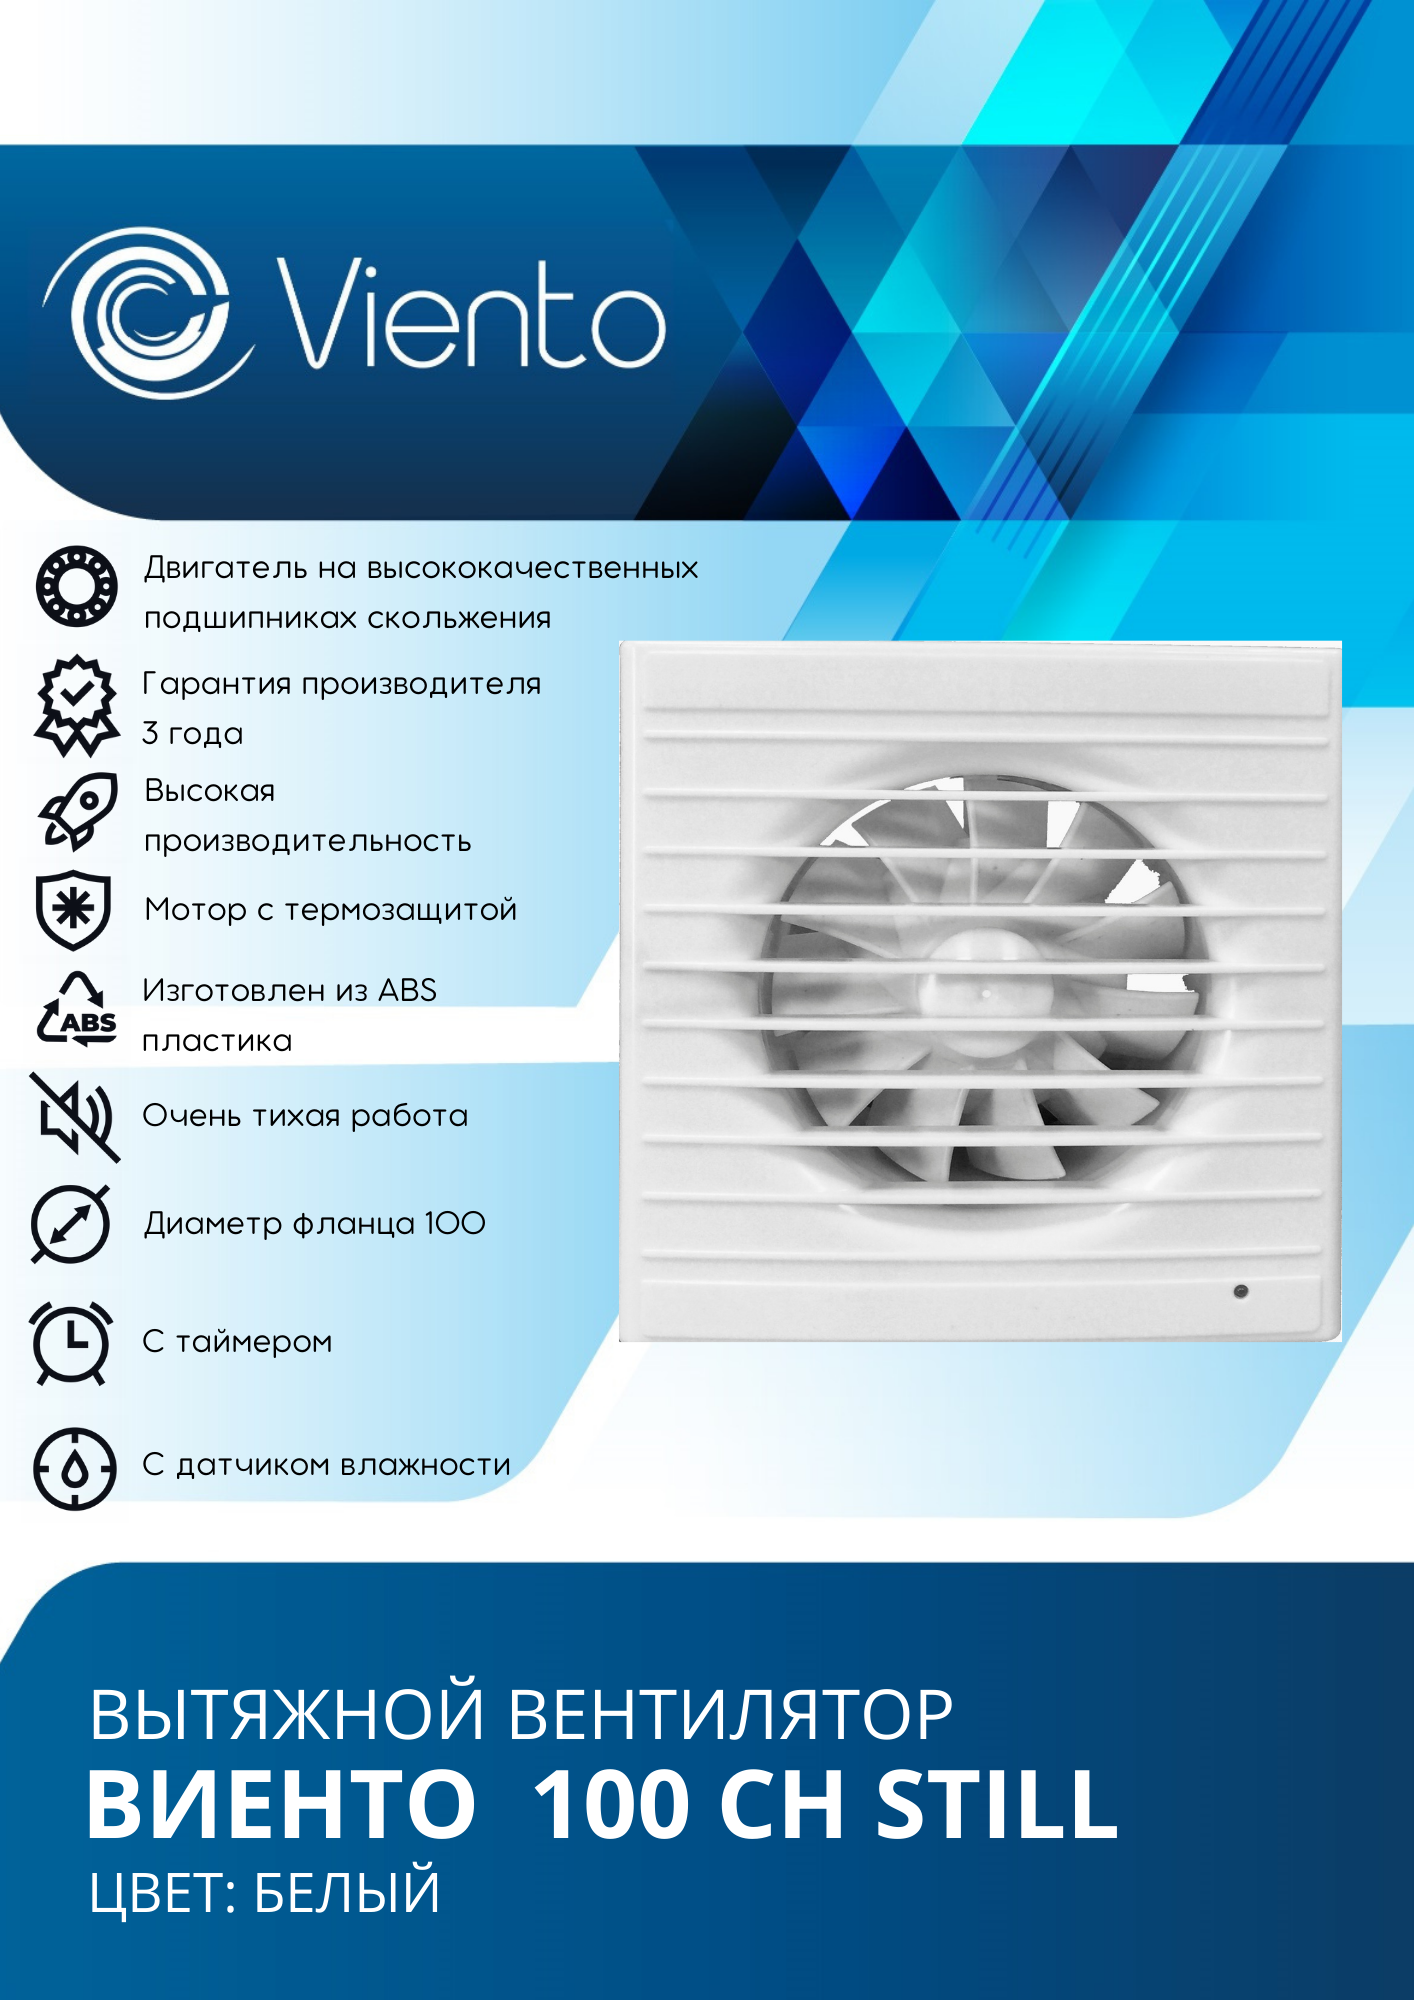 Viento
Двигатель на высококачественных
подшипниках скольжения
Гарантия производителя
3 года
Высокая
производительность
Мотор с термозащитой
Изготовлен из ABS
пластика
ABS
Очень тихая работа
Диаметр фланца 100
С таймером
С датчиком влажности
ВЫТЯЖНОЙ ВЕНТИЛЯТОР
ВИЕНТО 100 СН STILL
ЦВЕТ: БЕЛЫЙ